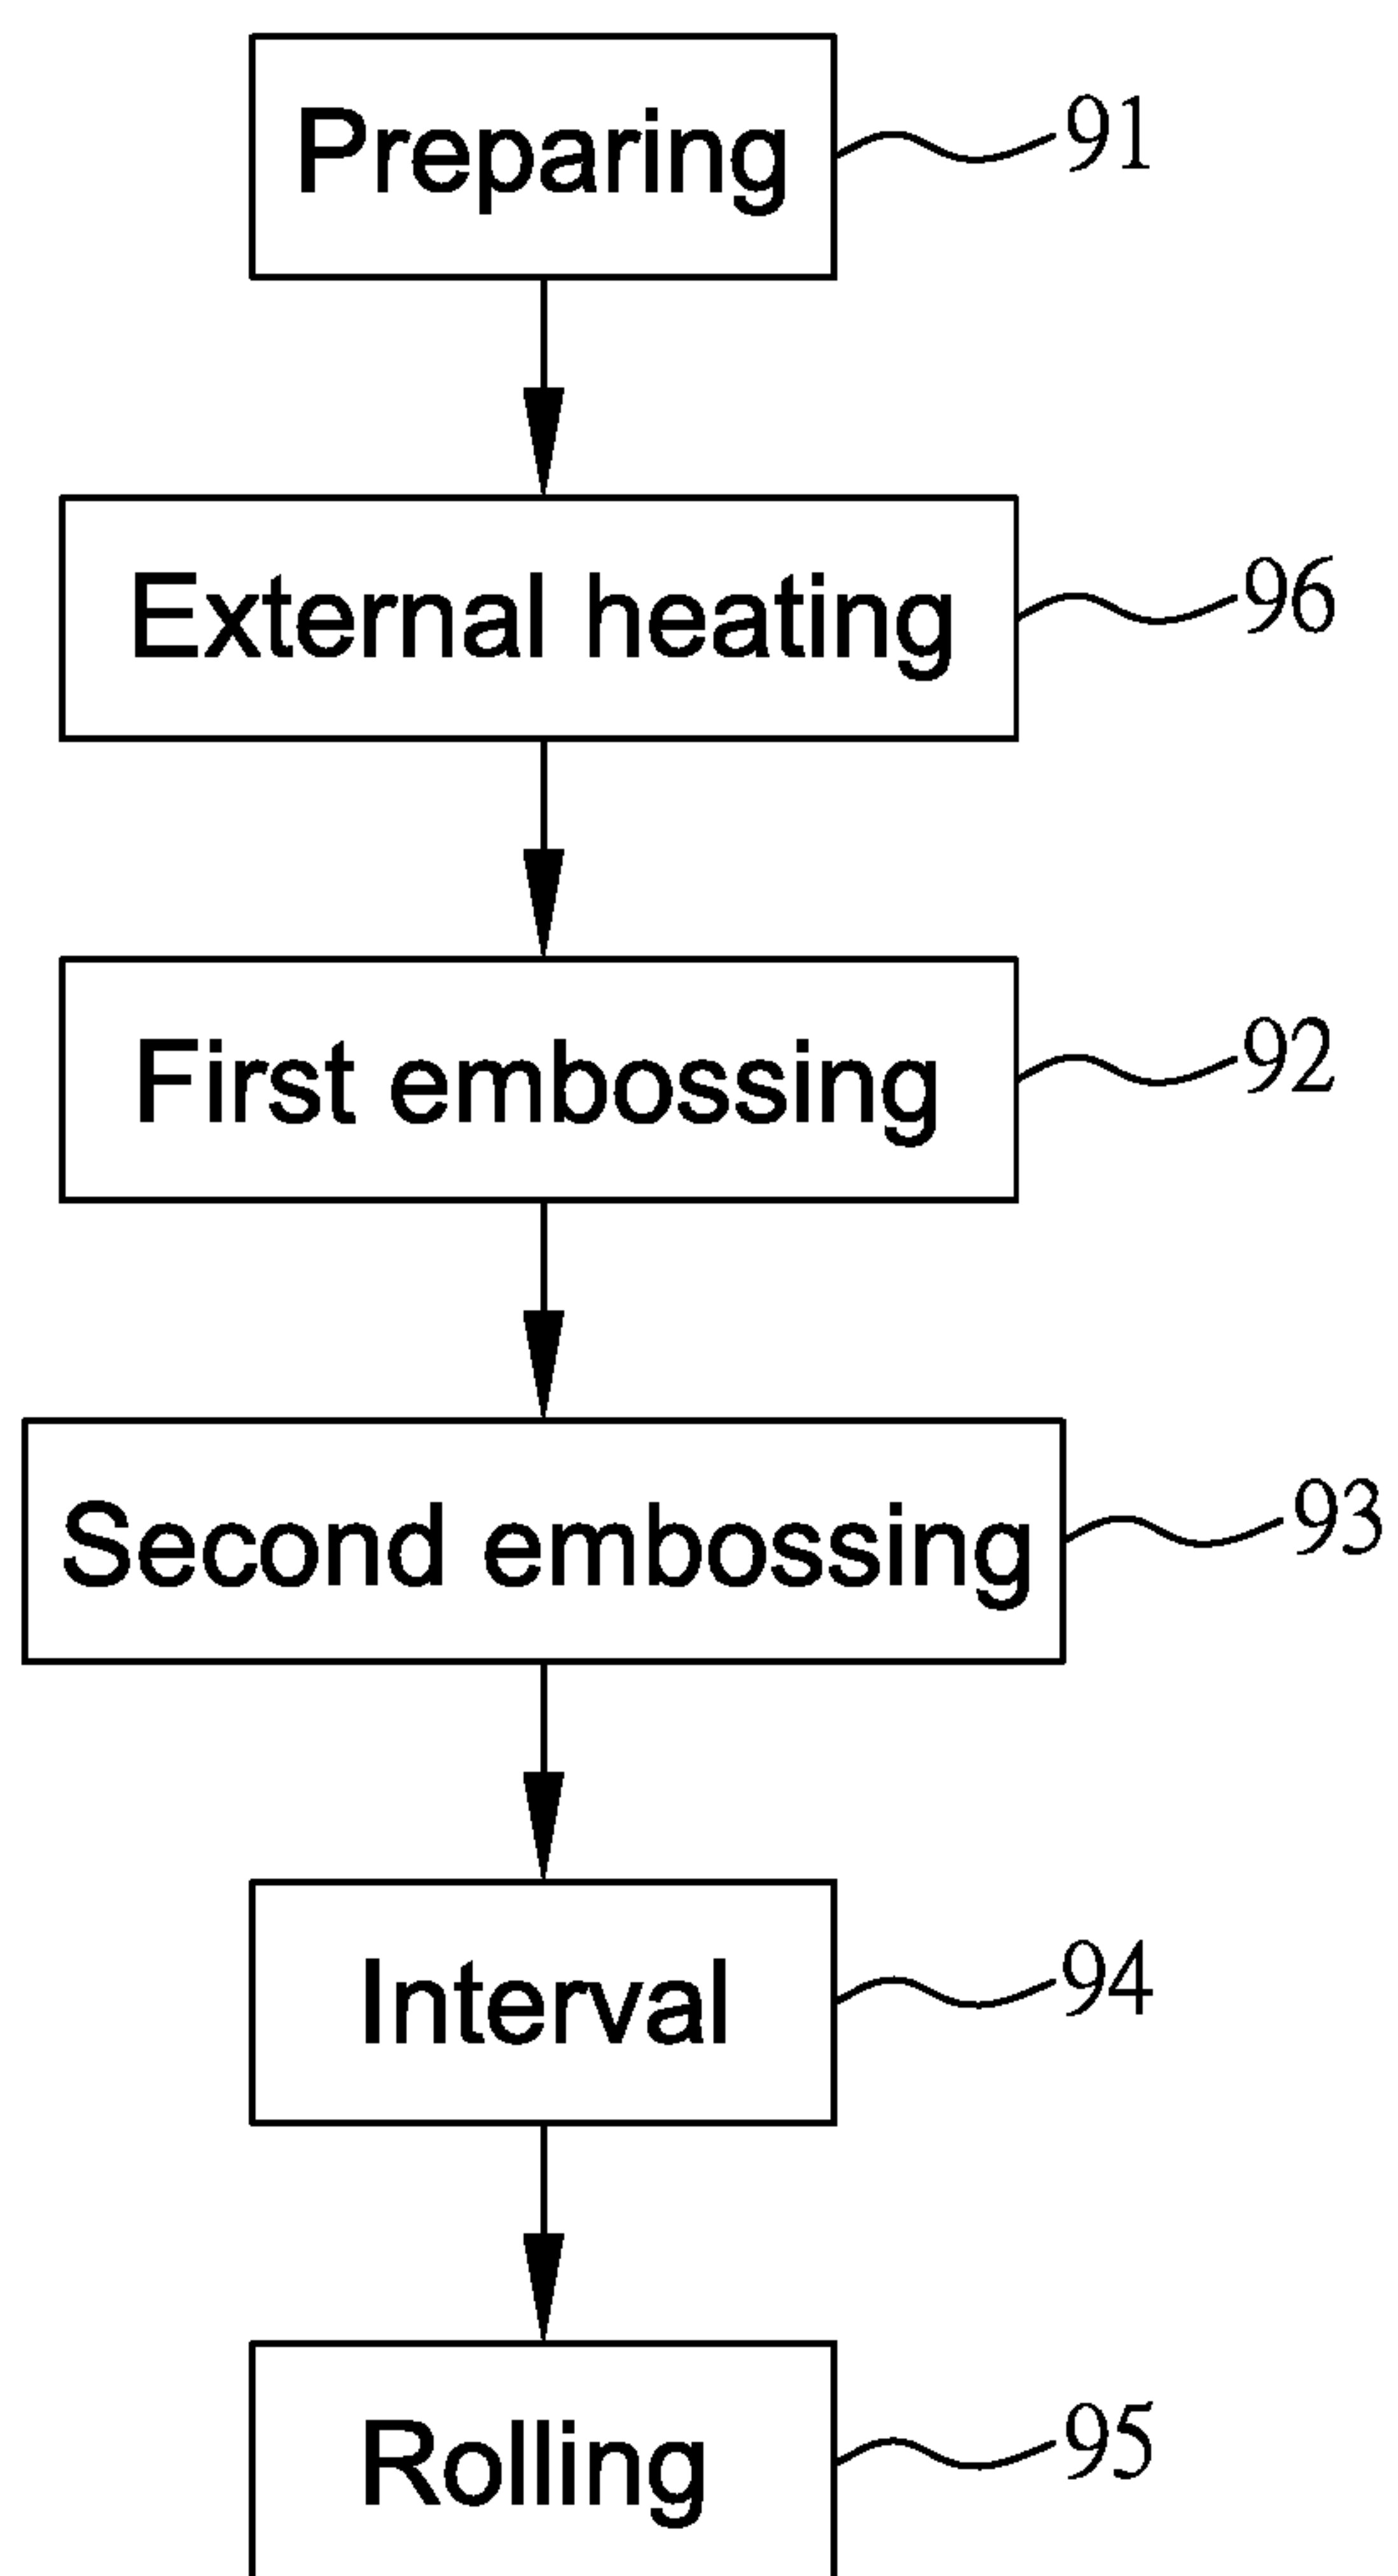 Preparing 91
External heating 96
First embossing 92
Second embossing 93
Interval 94
Rolling 95